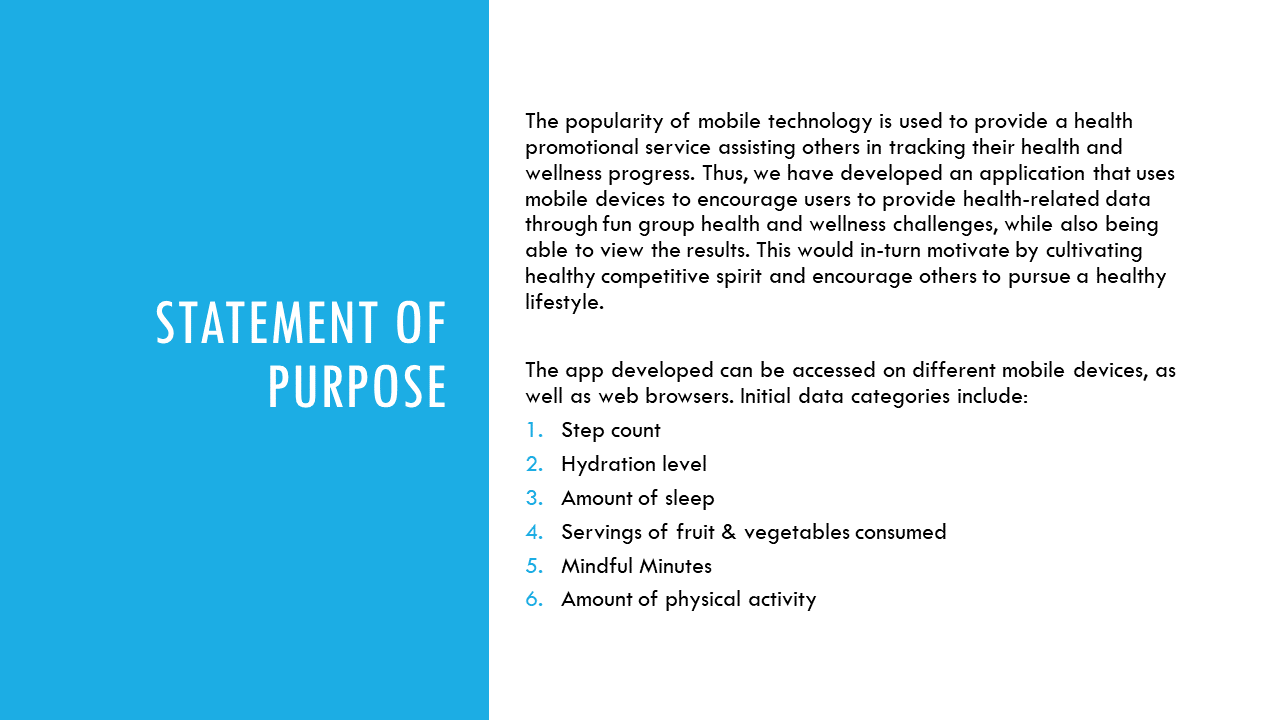 STATEMENT OF
PURPOSE
The popularity of mobile technology is used to provide a health
promotional service assisting others in tracking their health and
wellness progress. Thus, we have developed an application that uses
mobile devices to encourage users to provide health-related data
through fun group health and wellness challenges, while also being
able to view the results. This would in-turn motivate by cultivating
healthy competitive spirit and encourage others to pursue a healthy
lifestyle.
The app developed can be accessed on different mobile devices, as
well as web browsers. Initial data categories include:
1. Step count
2. Hydration level
3. Amount of sleep
4. Servings of fruit & vegetables consumed
5. Mindful Minutes
6. Amount of physical activity